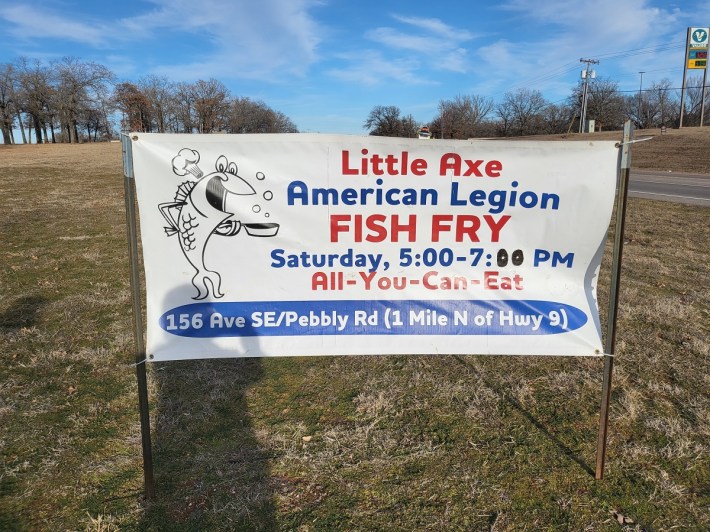 Little Axe
American Legion
FISH FRY
Saturday, 5:00-7:00 PM
All-You-Can-Eat
156 Ave SE/Pebbly Rd (1 Mile N of Hwy 9)